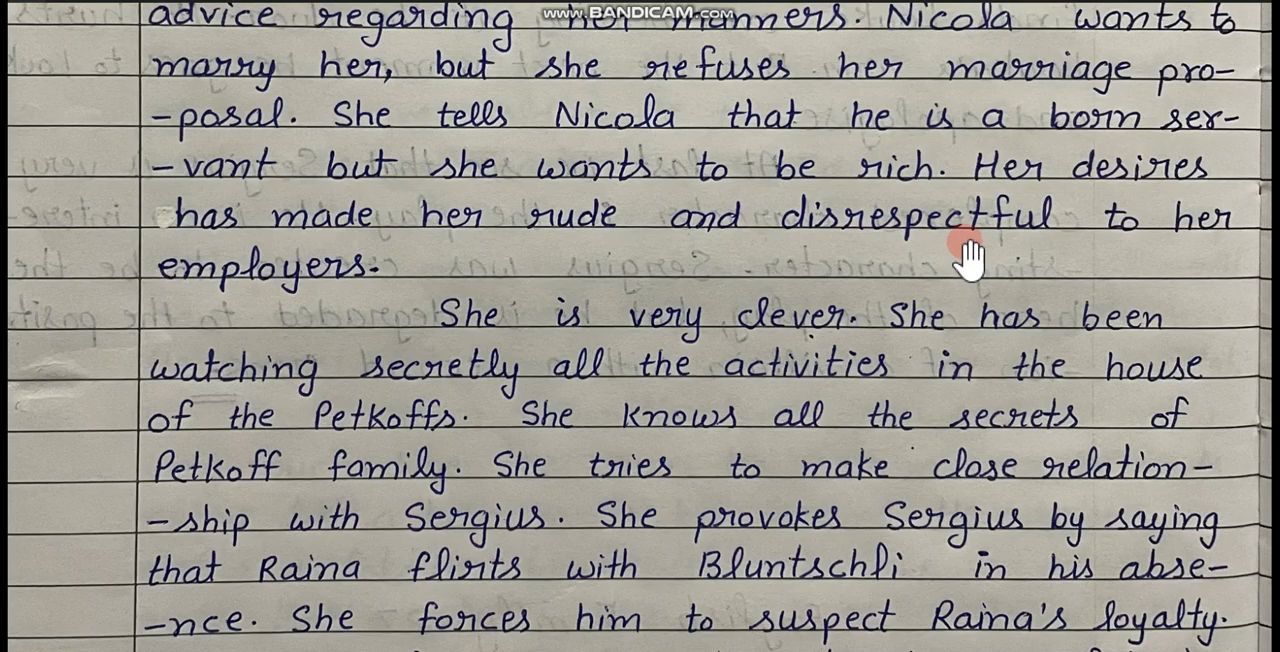 www.BANDICAM.com
advice regarding her manners. Nicola wants to
marry her, but she refuses her marriage pro-
-posal. She tells Nicola that he is a born ser-
-vant but she wants to be rich. Her desires
has made her rude and disrespectful to her
employers.
She is very clever. She has been
watching secretly all the activities in the house
of the Petkoffs. She knows all the secrets of
Petkoff family. She tries to make close relation-
-ship with Sergius. She provokes Sergius by saying
that Raina flirts with Bluntschli in his abse-
-nce. She forces him to suspect Raina's loyalty.